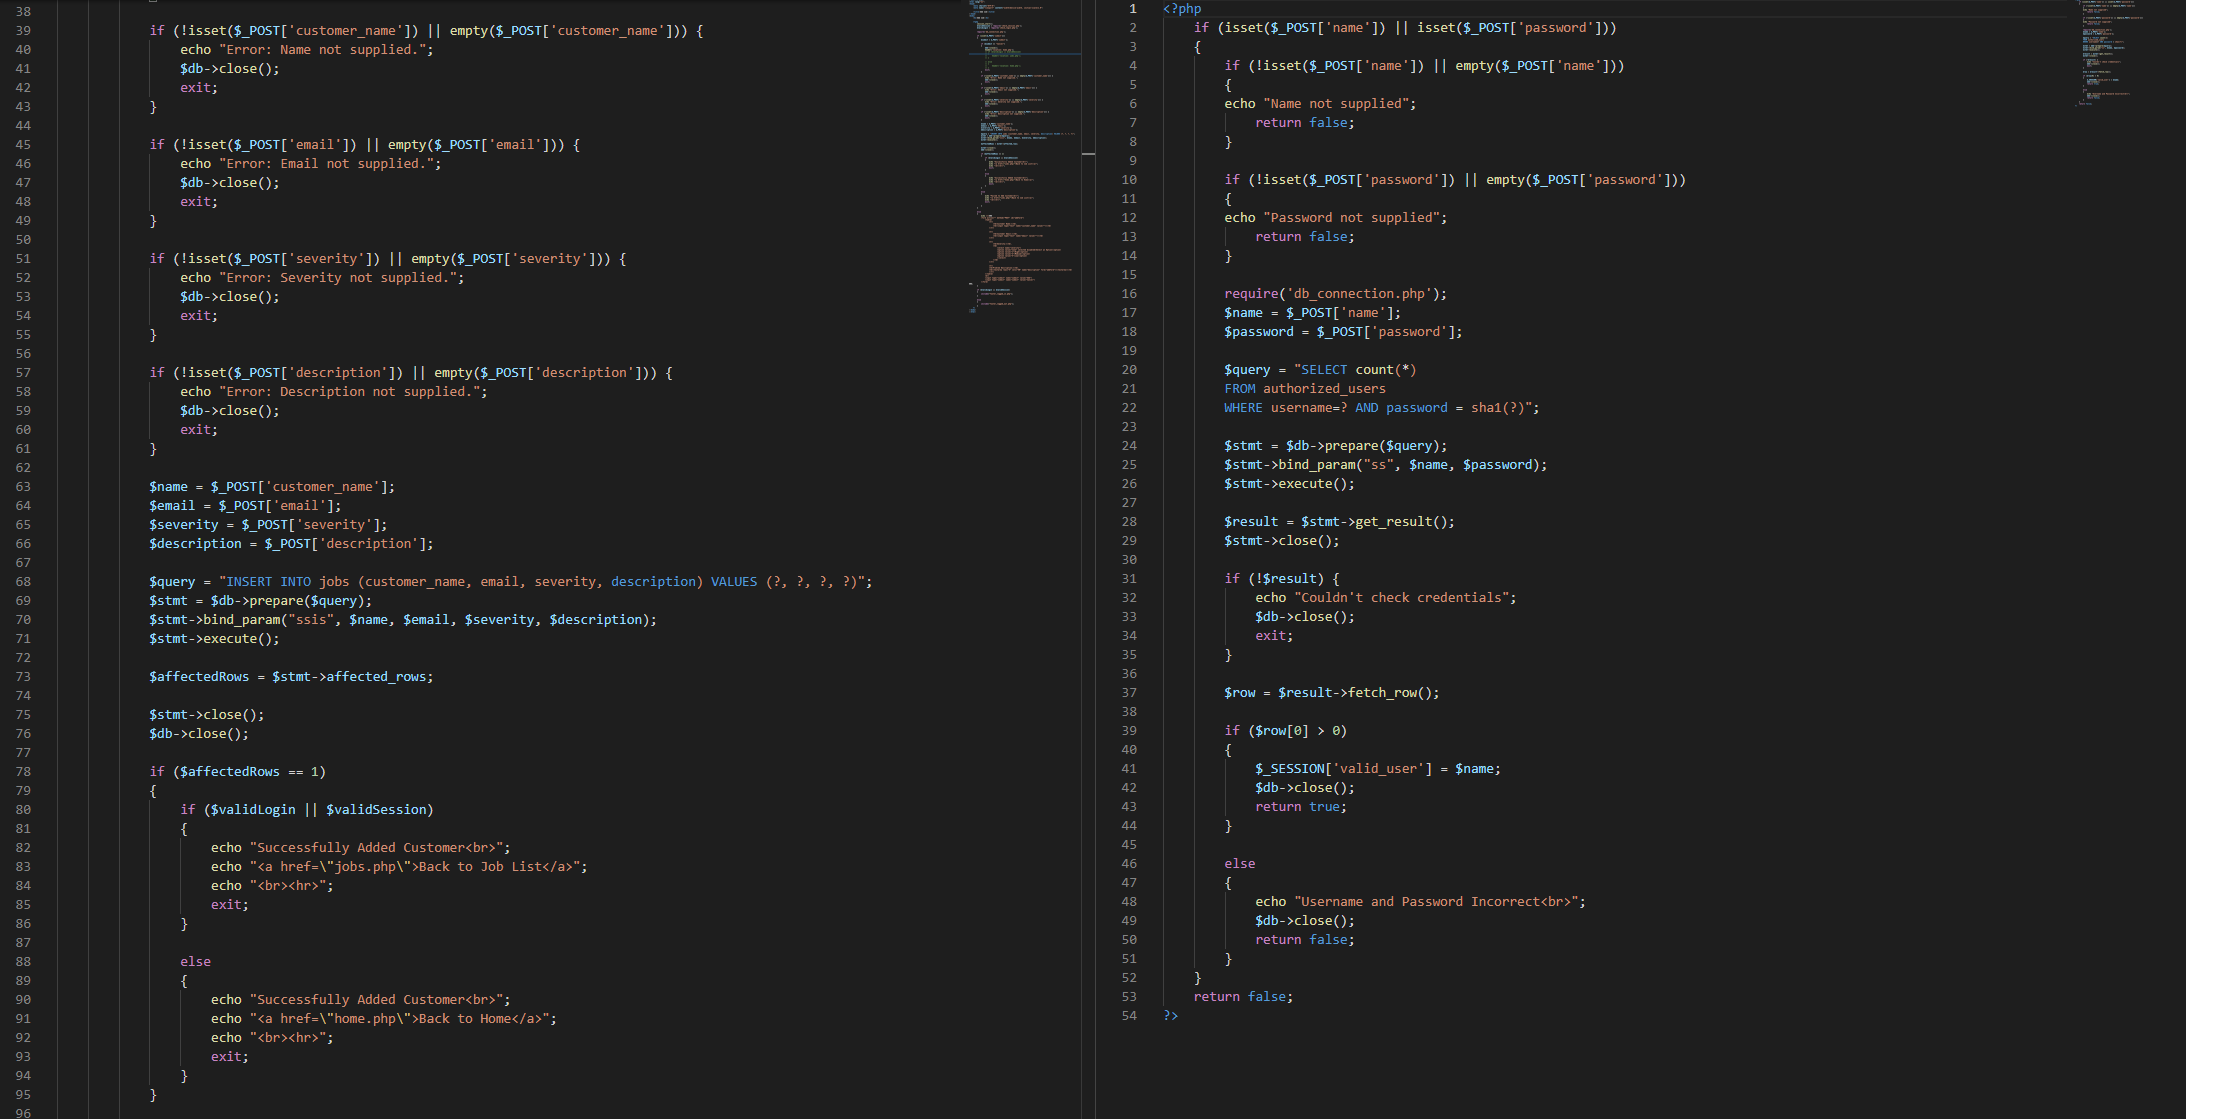 38
39 if (!isset($_POST['customer_name']) || empty($_POST['customer_name'])) {
40 echo "Error: Name not supplied.";
41 $db->close();
42 exit;
43 }
44
45 if (!isset($_POST['email']) || empty($_POST['email'])) {
46 echo "Error: Email not supplied.";
47 $db->close();
48 exit;
49 }
50
51 if (!isset($_POST['severity']) || empty($_POST['severity'])) {
52 echo "Error: Severity not supplied.";
53 $db->close();
54 exit;
55 }
56
57 if (!isset($_POST['description']) || empty($_POST['description'])) {
58 echo "Error: Description not supplied.";
59 $db->close();
60 exit;
61 }
62
63 $name = $_POST['customer_name'];
64 $email = $_POST['email'];
65 $severity = $_POST['severity'];
66 $description = $_POST['description'];
67
68 $query = "INSERT INTO jobs (customer_name, email, severity, description) VALUES (?, ?, ?, ?)";
69 $stmt = $db->prepare($query);
70 $stmt->bind_param("ssis", $name, $email, $severity, $description);
71 $stmt->execute();
72
73 $affectedRows = $stmt->affected_rows;
74
75 $stmt->close();
76 $db->close();
77
78 if ($affectedRows == 1)
79 {
80 if ($validLogin || $validSession)
81 {
82 echo "Successfully Added Customer<br>";
83 echo "<a href=\"jobs.php\">Back to Job List</a>";
84 echo "<br><hr>";
85 exit;
86 }
87
88 else
89 {
90 echo "Successfully Added Customer<br>";
91 echo "<a href=\"home.php\">Back to Home</a>";
92 echo "<br><hr>";
93 exit;
94 }
95 }
96
1 <?php
2 if (isset($_POST['name']) || isset($_POST['password']))
3 {
4 if (!isset($_POST['name']) || empty($_POST['name']))
5 {
6 echo "Name not supplied";
7 return false;
8 }
9
10 if (!isset($_POST['password']) || empty($_POST['password']))
11 {
12 echo "Password not supplied";
13 return false;
14 }
15
16 require('db_connection.php');
17 $name = $_POST['name'];
18 $password = $_POST['password'];
19
20 $query = "SELECT count(*)
21 FROM authorized_users
22 WHERE username=? AND password = sha1(?)";
23
24 $stmt = $db->prepare($query);
25 $stmt->bind_param("ss", $name, $password);
26 $stmt->execute();
27
28 $result = $stmt->get_result();
29 $stmt->close();
30
31 if (!$result) {
32 echo "Couldn't check credentials";
33 $db->close();
34 exit;
35 }
36
37 $row = $result->fetch_row();
38
39 if ($row[0] > 0)
40 {
41 $_SESSION['valid_user'] = $name;
42 $db->close();
43 return true;
44 }
45
46 else
47 {
48 echo "Username and Password Incorrect<br>";
49 $db->close();
50 return false;
51 }
52 }
53 return false;
54 ?>